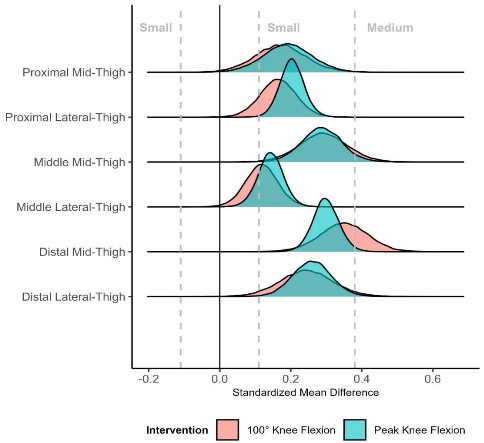 Small Small Medium
Proximal Mid-Thigh
Proximal Lateral-Thigh
Middle Mid-Thigh
Middle Lateral-Thigh
Distal Mid-Thigh
Distal Lateral-Thigh
-0.2 0.0 0.2 0.4 0.6
Standardized Mean Difference
Intervention 100° Knee Flexion Peak Knee Flexion